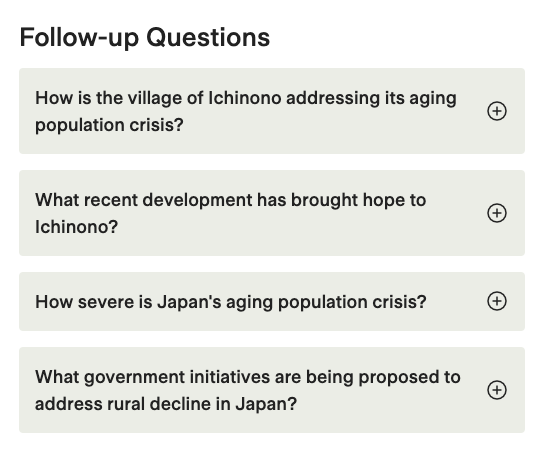 Follow-up Questions
How is the village of Ichinono addressing its aging
population crisis?
What recent development has brought hope to
Ichinono?
How severe is Japan's aging population crisis?
What government initiatives are being proposed to
address rural decline in Japan?